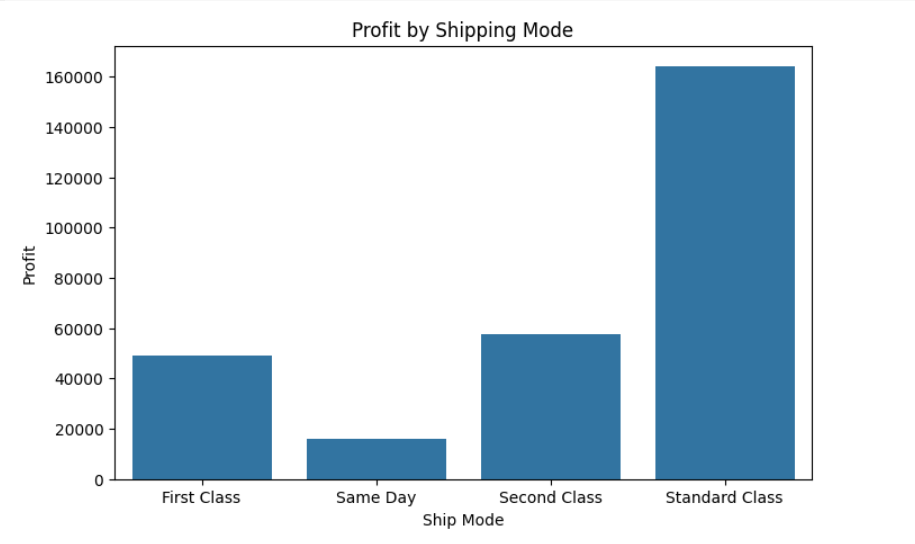 Profit by Shipping Mode
160000
140000
120000
100000
80000
60000
40000
20000
0
Profit
First Class Same Day Second Class Standard Class
Ship Mode